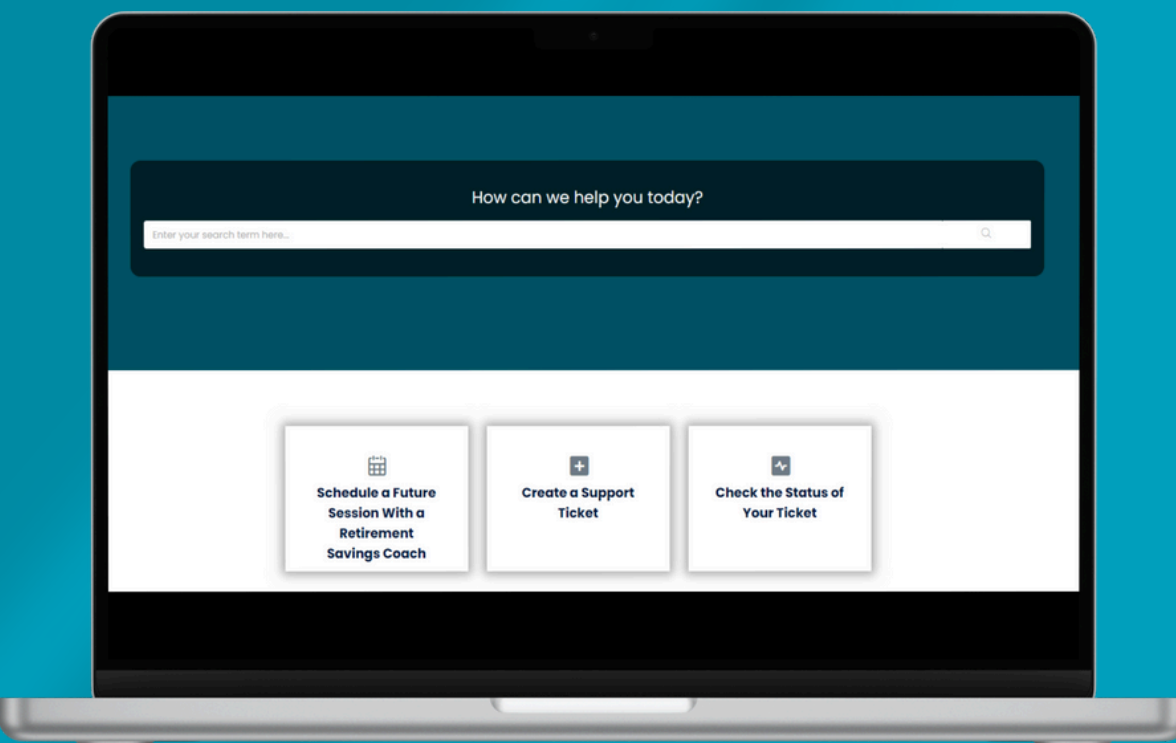 How can we help you today?
Enter your search term here...
Schedule a Future
Session With a
Retirement
Savings Coach
Create a Support
Ticket
Check the Status of
Your Ticket